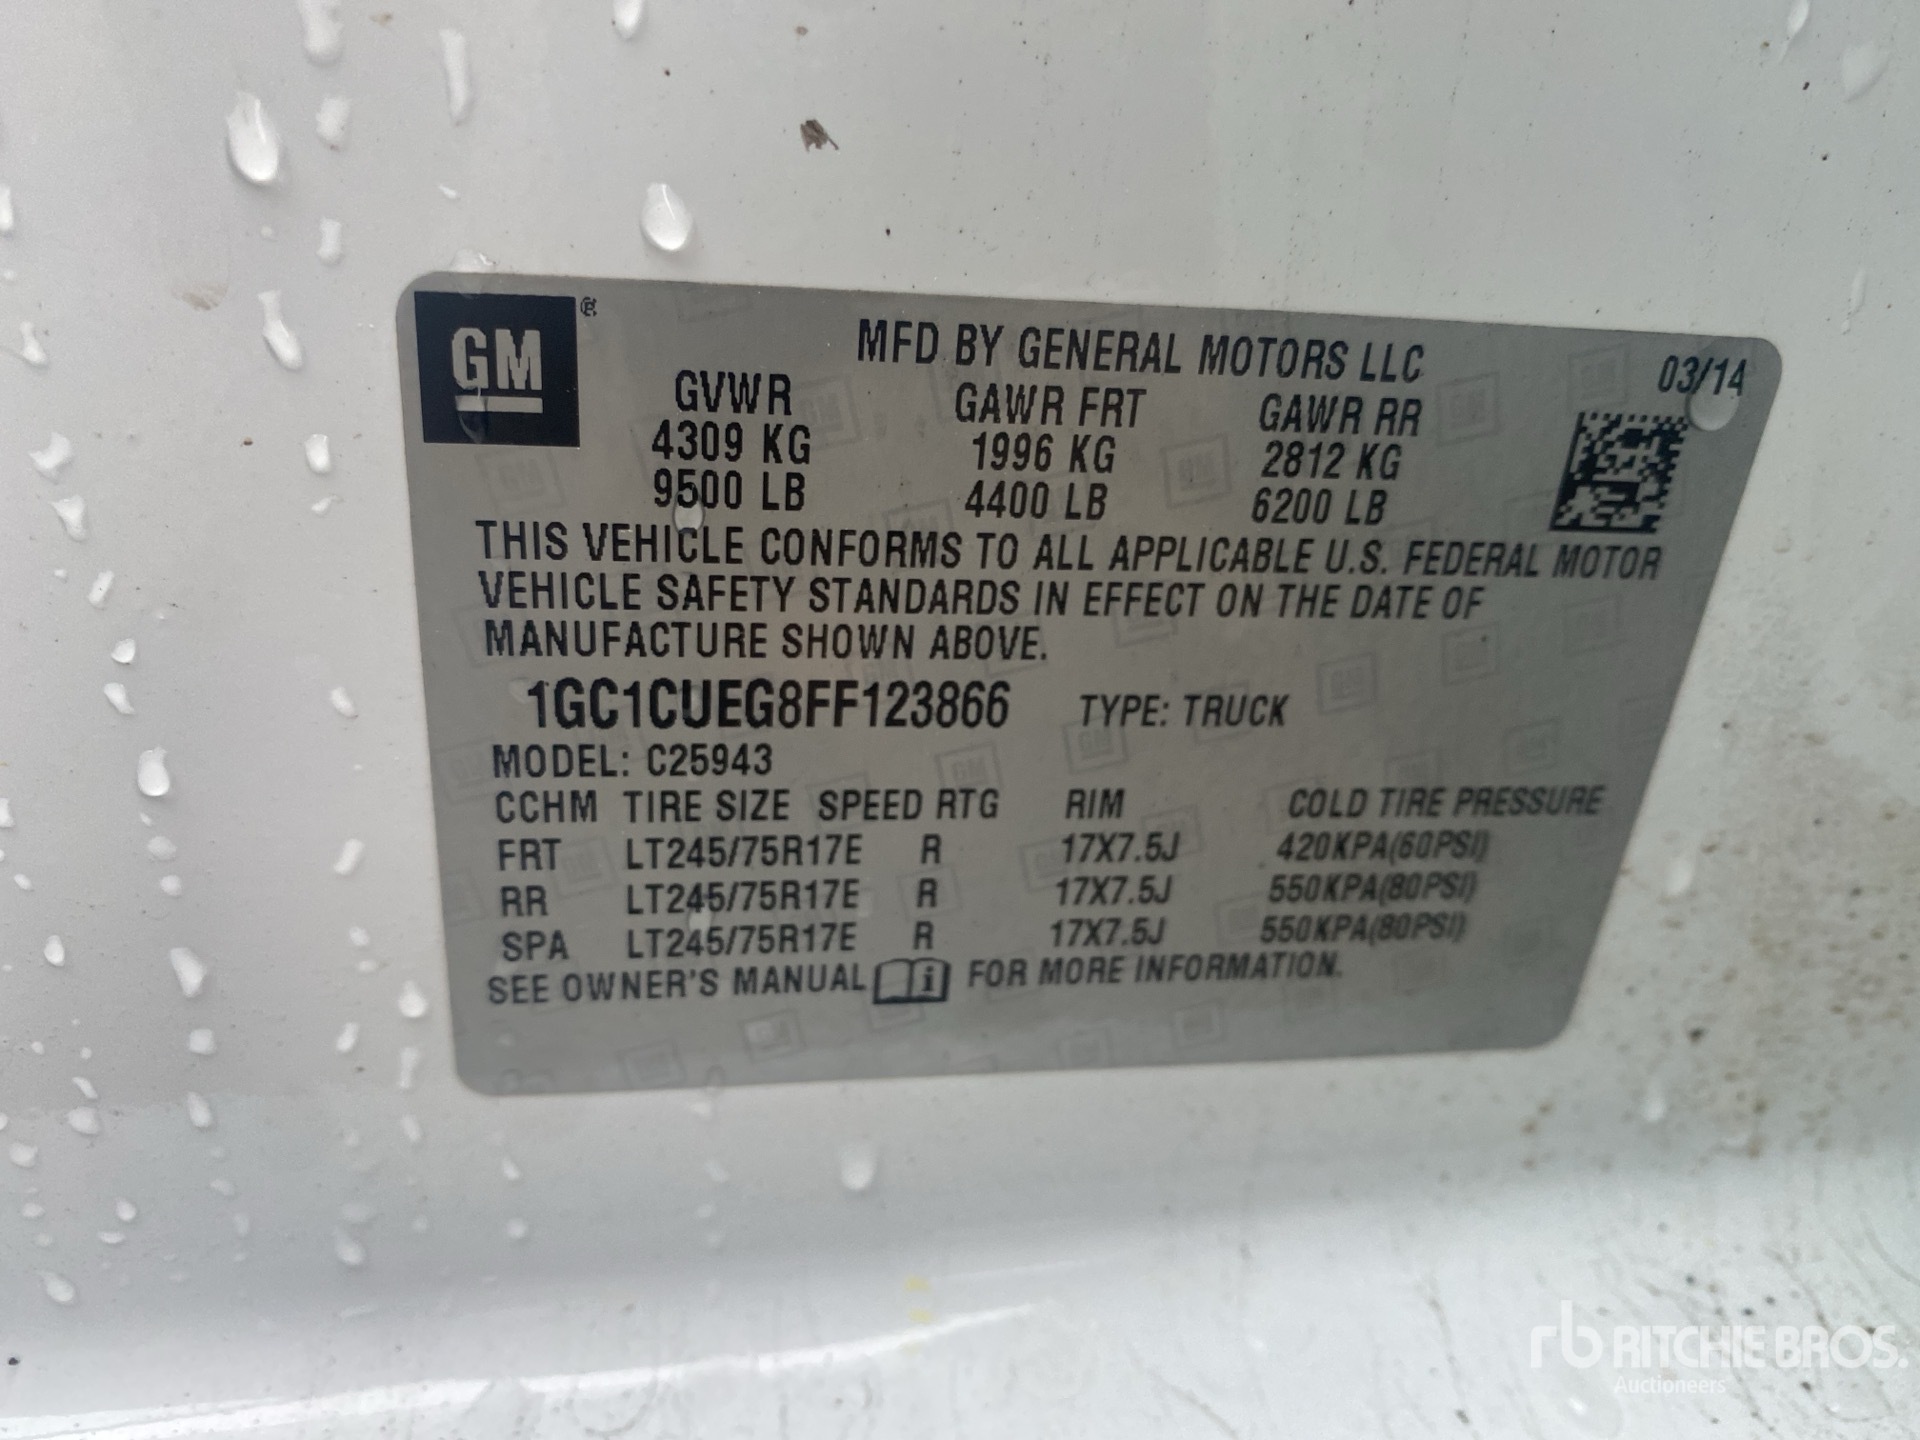 GM ®
MFD BY GENERAL MOTORS LLC
03/14
GVWR GAWR FRT GAWR RR
4309 KG 1996 KG 2812 KG
9500 LB 4400 LB 6200 LB
THIS VEHICLE CONFORMS TO ALL APPLICABLE U.S. FEDERAL MOTOR
VEHICLE SAFETY STANDARDS IN EFFECT ON THE DATE OF
MANUFACTURE SHOWN ABOVE.
1GC1CUEG8FF123866 TYPE: TRUCK
MODEL: C25943
CCHM TIRE SIZE SPEED RTG RIM COLD TIRE PRESSURE
FRT LT245/75R17E R 17X7.5J 420KPA(60PSI)
RR LT245/75R17E R 17X7.5J 550KPA(80PSI)
SPA LT245/75R17E R 17X7.5J 550KPA(80PSI)
SEE OWNER'S MANUAL i FOR MORE INFORMATION.
rb RITCHIE BROS.
Auctioneers